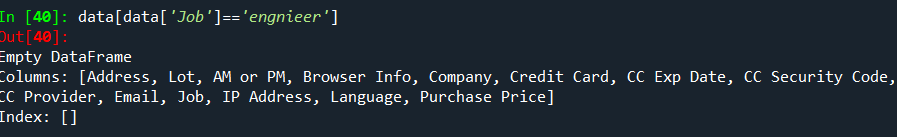 In [40]: data[data['Job']=='engnieer']
Out[40]:
Empty DataFrame
Columns: [Address, Lot, AM or PM, Browser Info, Company, Credit Card, CC Exp Date, CC Security Code,
CC Provider, Email, Job, IP Address, Language, Purchase Price]
Index: []